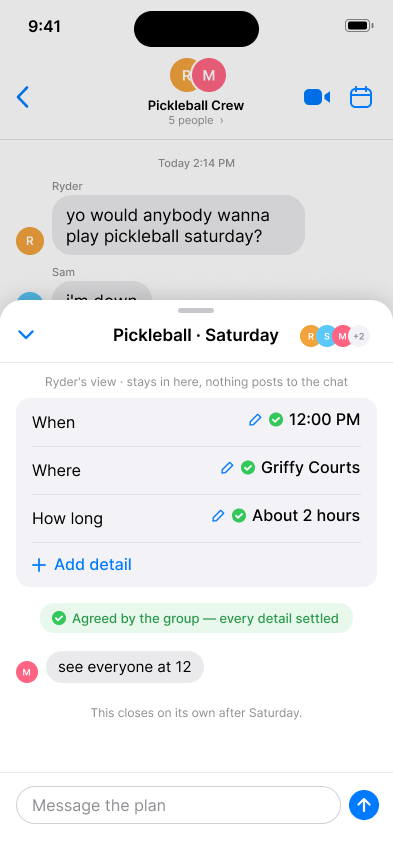 9:41
R M
Pickleball Crew
5 people ›
Today 2:14 PM
Ryder
yo would anybody wanna
play pickleball saturday?
R
Sam
i'm down
Pickleball · Saturday
R S M +2
Ryder's view · stays in here, nothing posts to the chat
When 12:00 PM
Where Griffy Courts
How long About 2 hours
+ Add detail
Agreed by the group — every detail settled
M see everyone at 12
This closes on its own after Saturday.
Message the plan